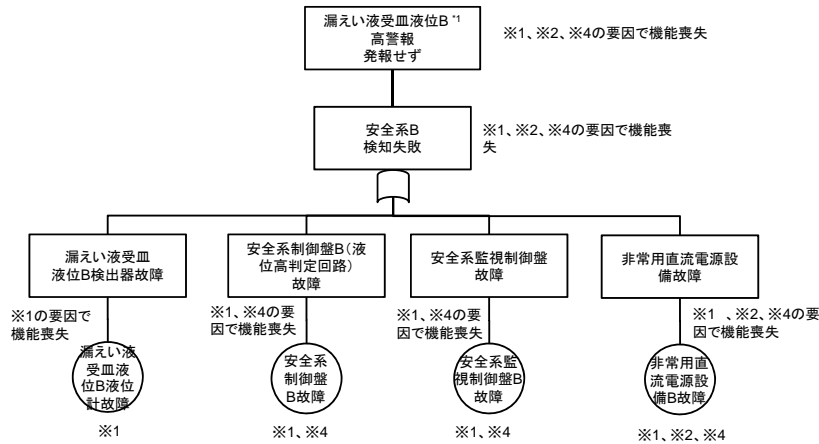 漏えい液受皿液位B *1
高警報
発報せず
※1、※2、※4の要因で機能喪失
安全系B
検知失敗
※1、※2、※4の要因で機能喪
失
漏えい液受皿
液位B検出器故障
安全系制御盤B(液
位高判定回路)
故障
安全系監視制御盤
故障
非常用直流電源設
備故障
※1の要因で
機能喪失
※1、※4の要
因で機能喪失
※1、※4の要
因で機能喪失
※1 、※2、※4の要
因で機能喪失
漏えい液
受皿液
位B液位
計故障
安全系
制御盤
B故障
安全系監
視制御盤B
故障
非常用直
流電源設
備B故障
※1
※1、※4
※1、※4
※1、※2、※4